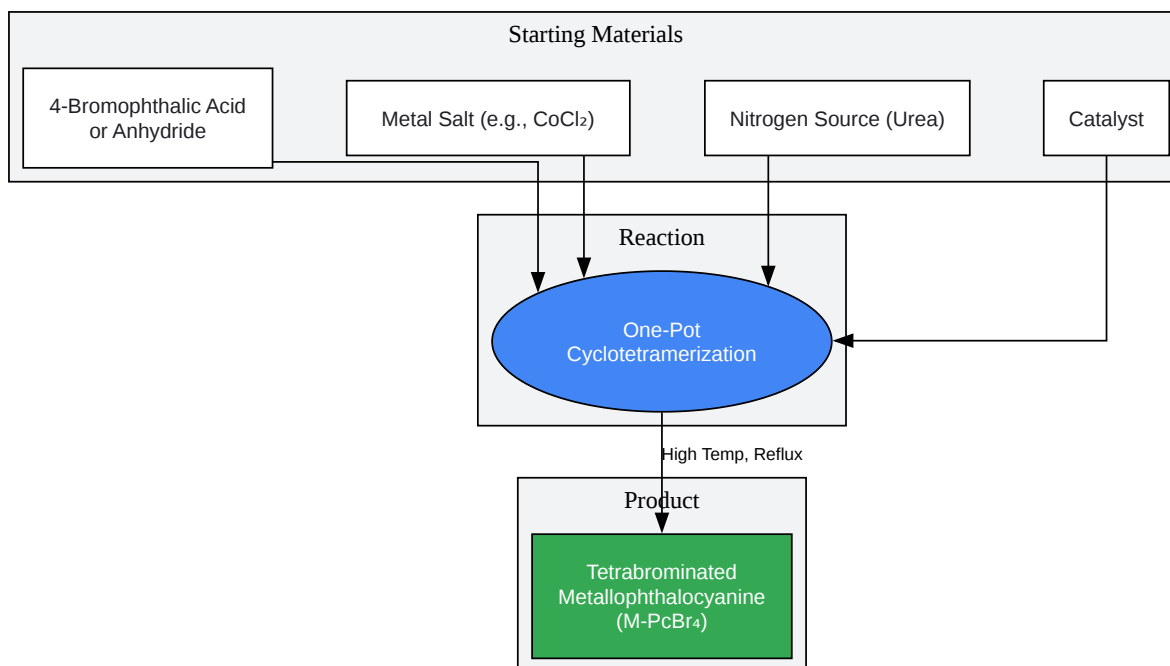 Starting Materials
4-Bromophthalic Acid
or Anhydride
Metal Salt (e.g., CoCl₂)
Nitrogen Source (Urea)
Catalyst
Reaction
One-Pot
Cyclotetramerization
High Temp, Reflux
Product
Tetrabrominated
Metallophthalocyanine
(M-PcBr₄)